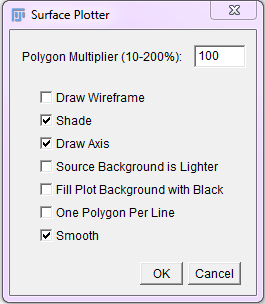 Surface Plotter
Polygon Multiplier (10-200%): 100
Draw Wireframe
Shade
Draw Axis
Source Background is Lighter
Fill Plot Background with Black
One Polygon Per Line
Smooth
OK Cancel